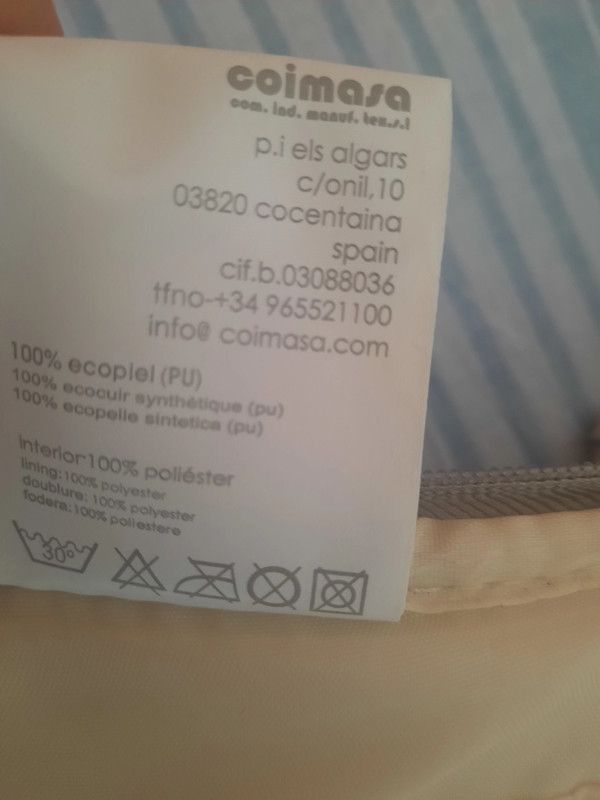 coimasa
com. ind. manuf. tex.s.l
p.i els algars
c/onil,10
03820 cocentaina
spain
cif.b.03088036
tfno-+34 965521100
info@ coimasa.com
100% ecopiel (PU)
100% ecocuir synthétique (pu)
100% ecopelle sintetica (pu)
interior 100% poliéster
lining: 100% polyester
doublure: 100% polyester
fodera: 100% poliestere
30°